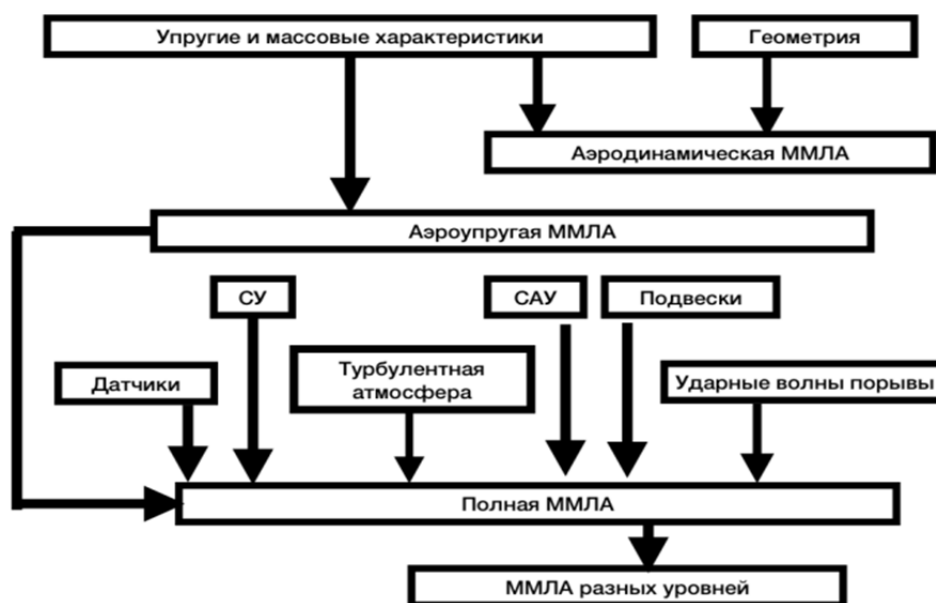 Упругие и массовые характеристики
Геометрия
Аэродинамическая ММЛА
Аэроупругая ММЛА
СУ
САУ
Подвески
Датчики
Турбулентная
атмосфера
Ударные волны порывы
Полная ММЛА
ММЛА разных уровней